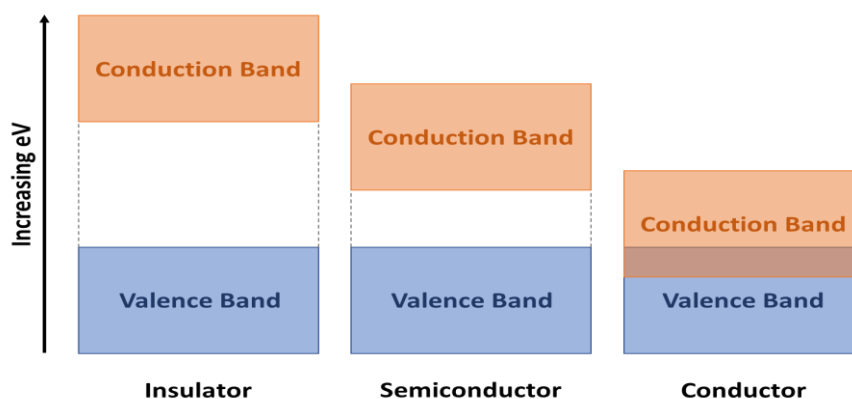 Increasing eV
Conduction Band
Valence Band
Insulator
Conduction Band
Valence Band
Semiconductor
Conduction Band
Valence Band
Conductor